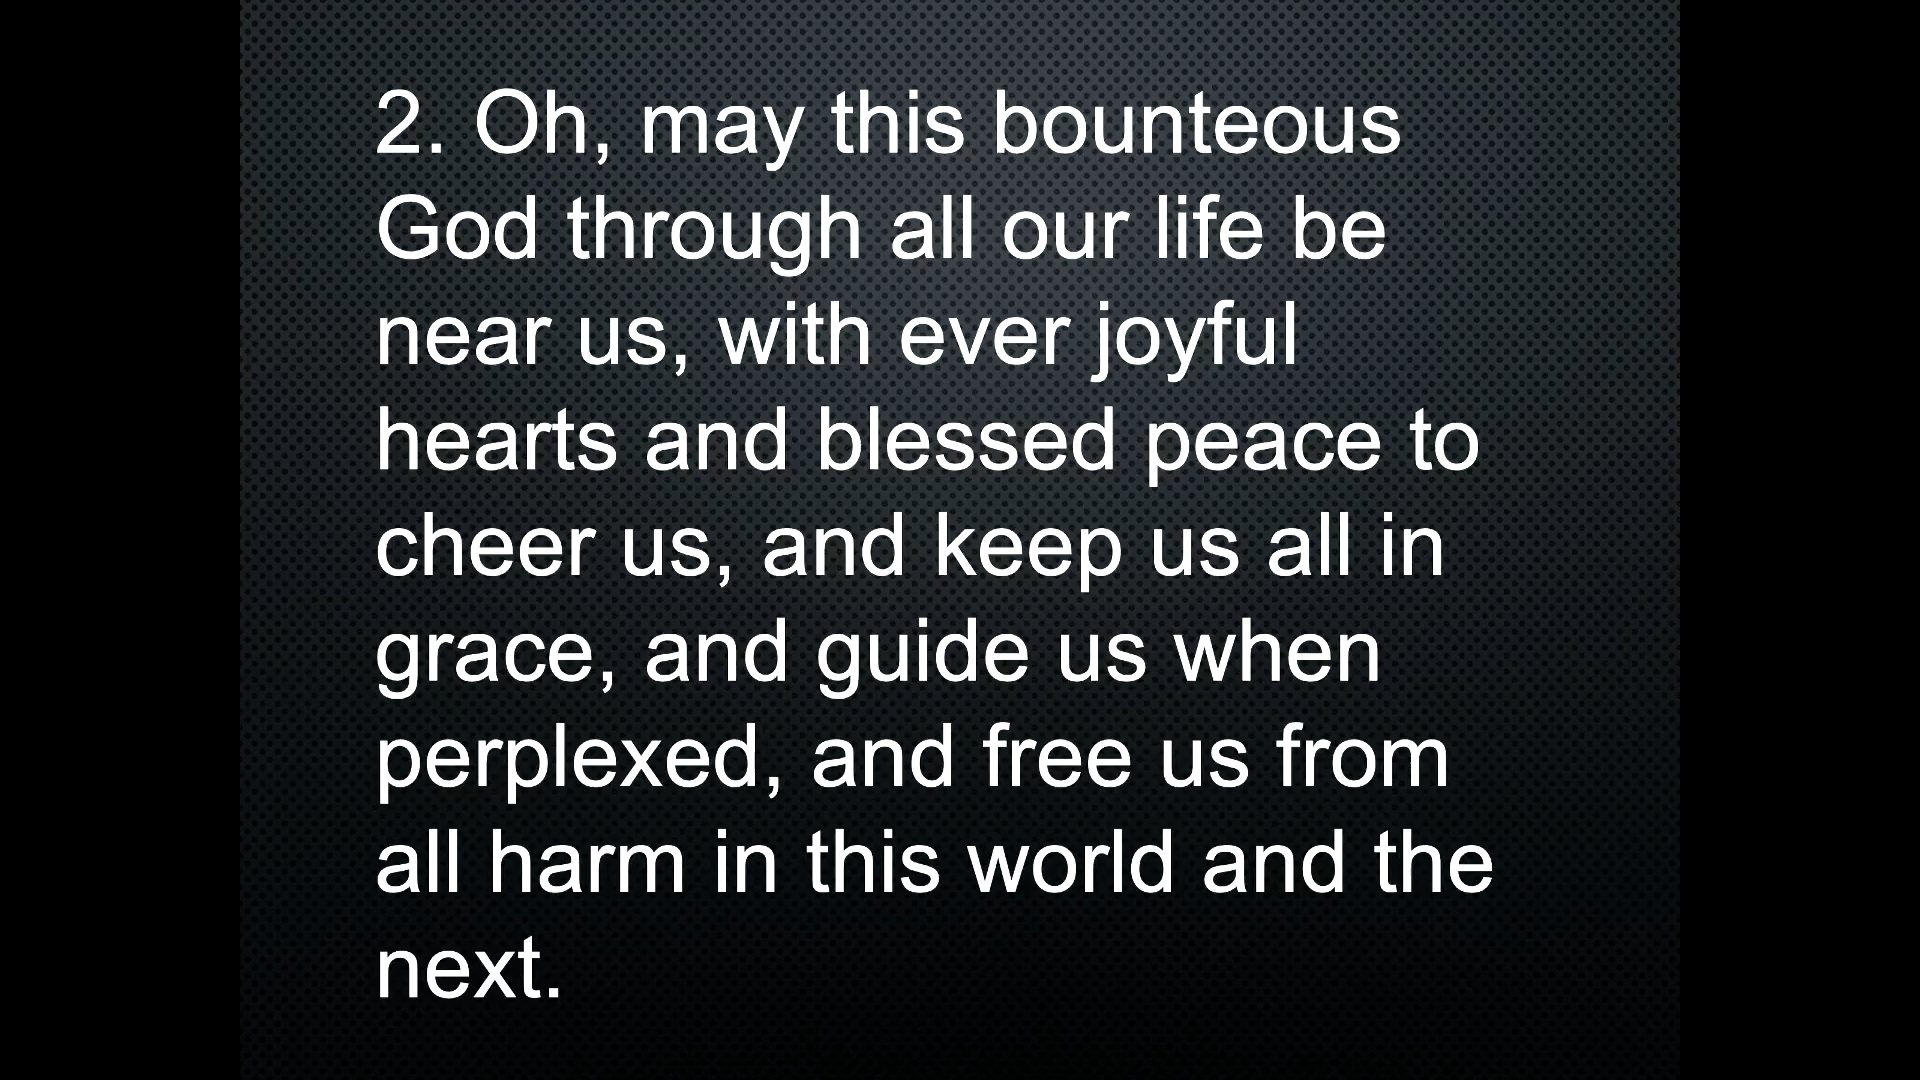 2. Oh, may this bounteous
God through all our life be
near us, with ever joyful
hearts and blessed peace to
cheer us, and keep us all in
grace, and guide us when
perplexed, and free us from
all harm in this world and the
next.